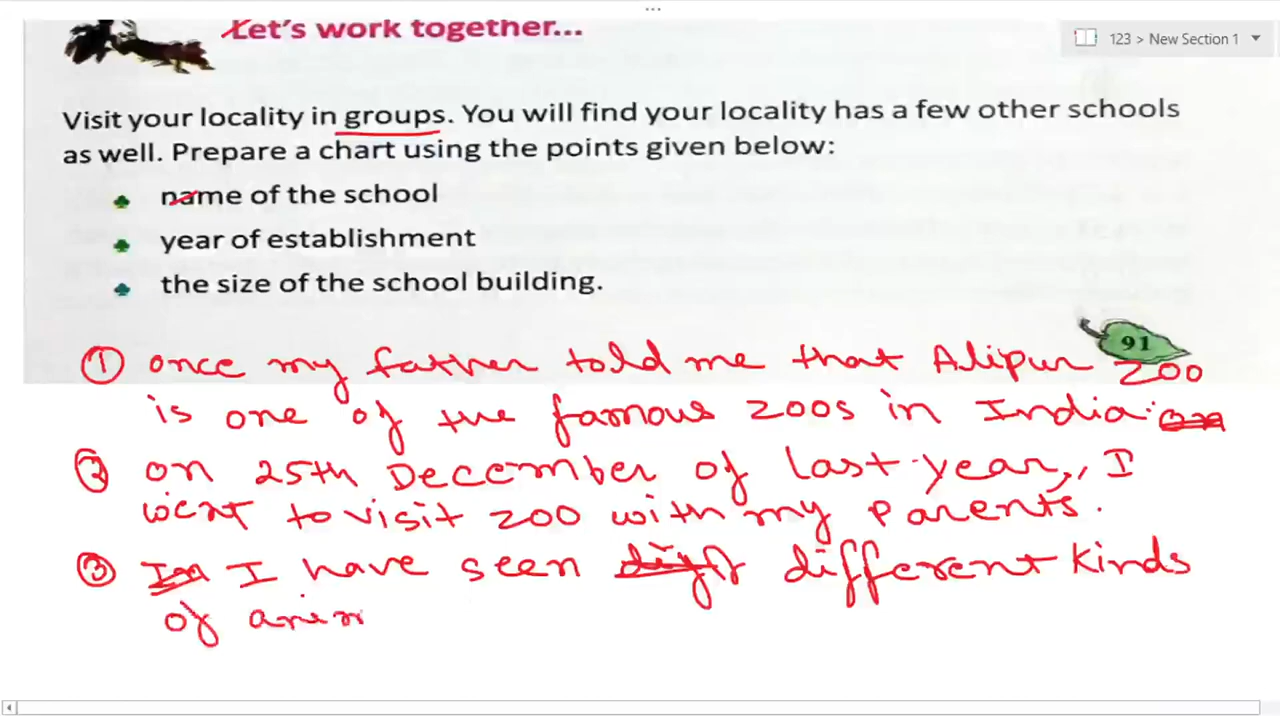 ...
Let's work together...
123 > New Section 1
Visit your locality in groups. You will find your locality has a few other schools
as well. Prepare a chart using the points given below:
name of the school
year of establishment
the size of the school building.
91
① once my father told me that Alipur zoo
is one of the famous zoos in India.
② on 25th December of last year, I
went to visit zoo with my parents.
③ I have seen different kinds
of anim